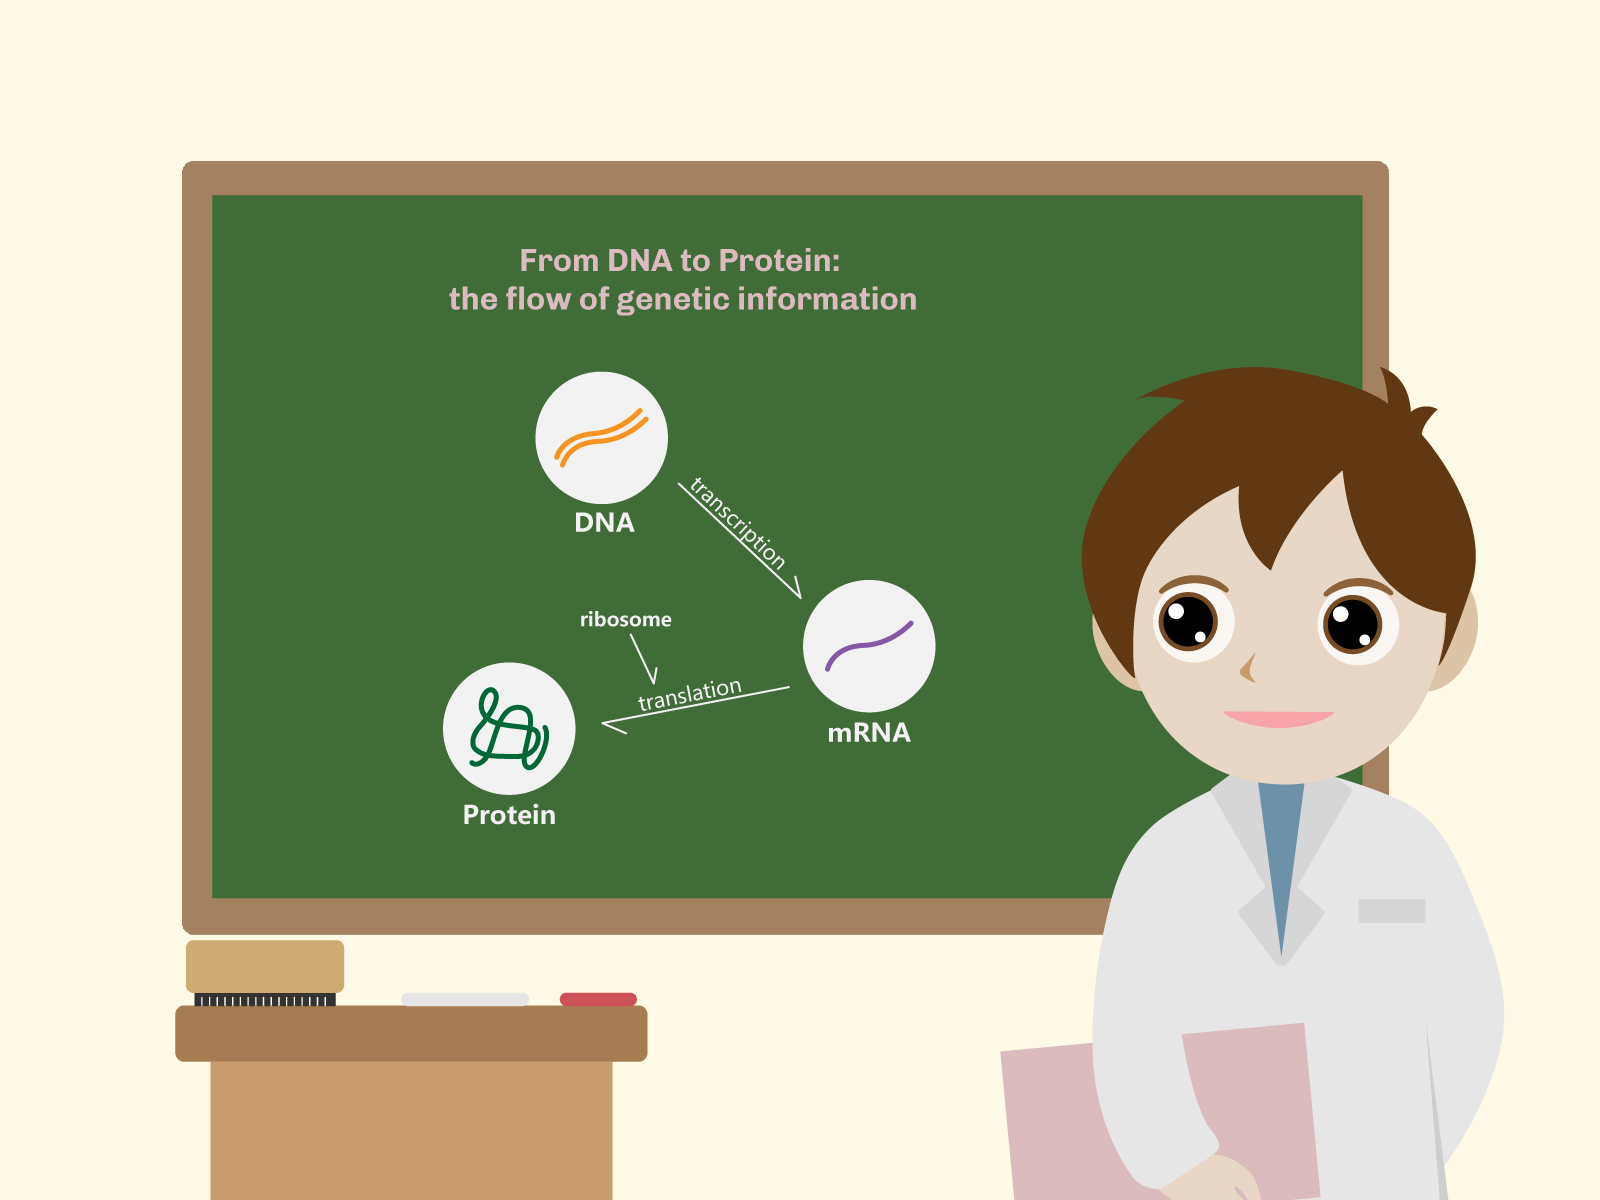 From DNA to Protein:
the flow of genetic information
DNA
transcription
ribosome
translation
mRNA
Protein